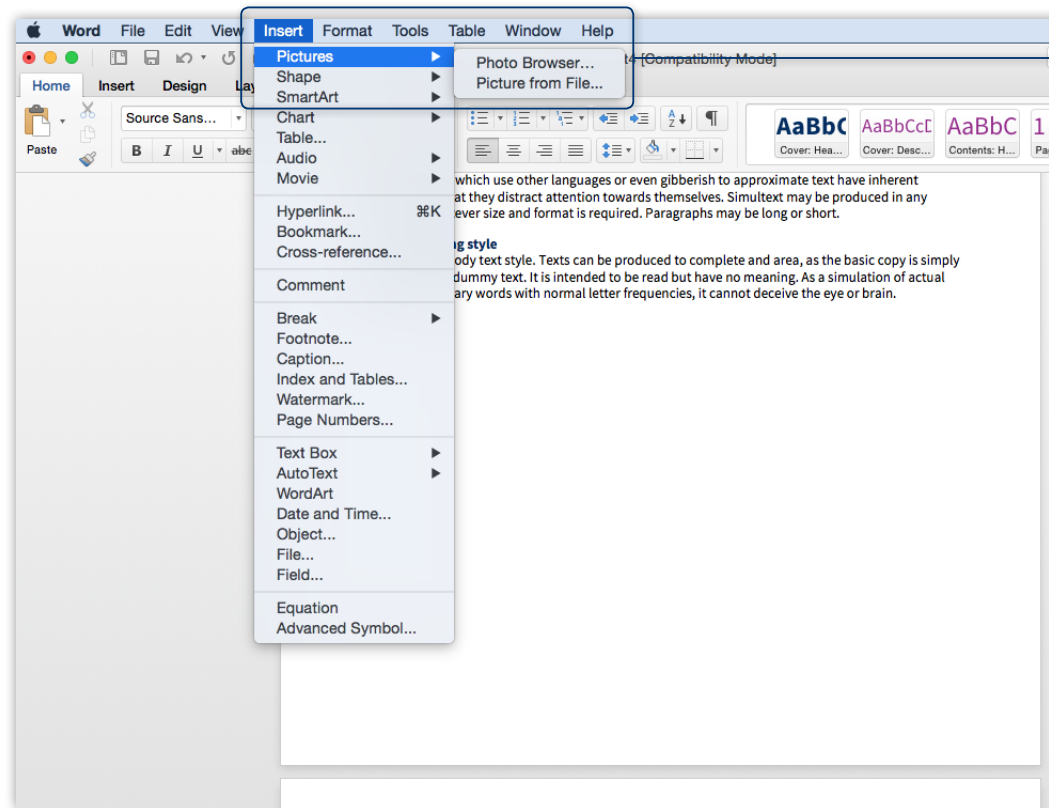 Word File Edit View Insert Format Tools Table Window Help
[Compatibility Mode]
Home Insert Design
Paste
Source Sans...
B I U abc
A
Z
¶
AaBbC AaBbCcD AaBbC 1
Cover: Hea... Cover: Desc... Contents: H...
Pictures
Shape
SmartArt
Chart
Table...
Audio
Movie
Hyperlink... ⌘K
Bookmark...
Cross-reference...
Comment
Break
Footnote...
Caption...
Index and Tables...
Watermark...
Page Numbers...
Text Box
AutoText
WordArt
Date and Time...
Object...
File...
Field...
Equation
Advanced Symbol...
Photo Browser...
Picture from File...
which use other languages or even gibberish to approximate text have inherent
at they distract attention towards themselves. Simultext may be produced in any
ever size and format is required. Paragraphs may be long or short.
style
ody text style. Texts can be produced to complete and area, as the basic copy is simply
dummy text. It is intended to be read but have no meaning. As a simulation of actual
ary words with normal letter frequencies, it cannot deceive the eye or brain.